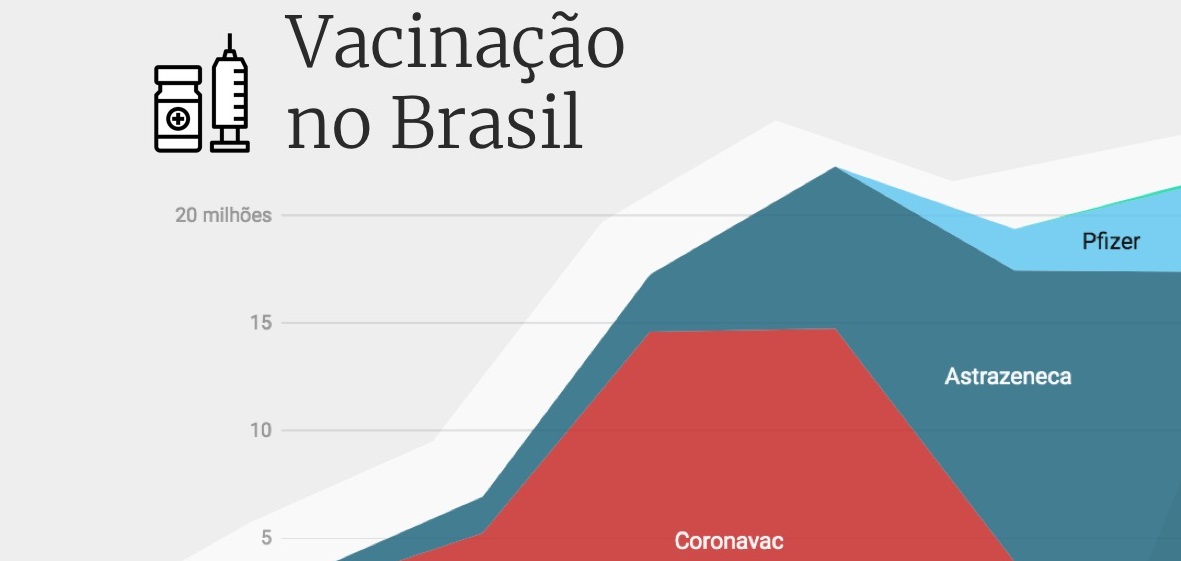 Vacinação
no Brasil
20 milhões
Pfizer
15
Astrazeneca
10
5
Coronavac